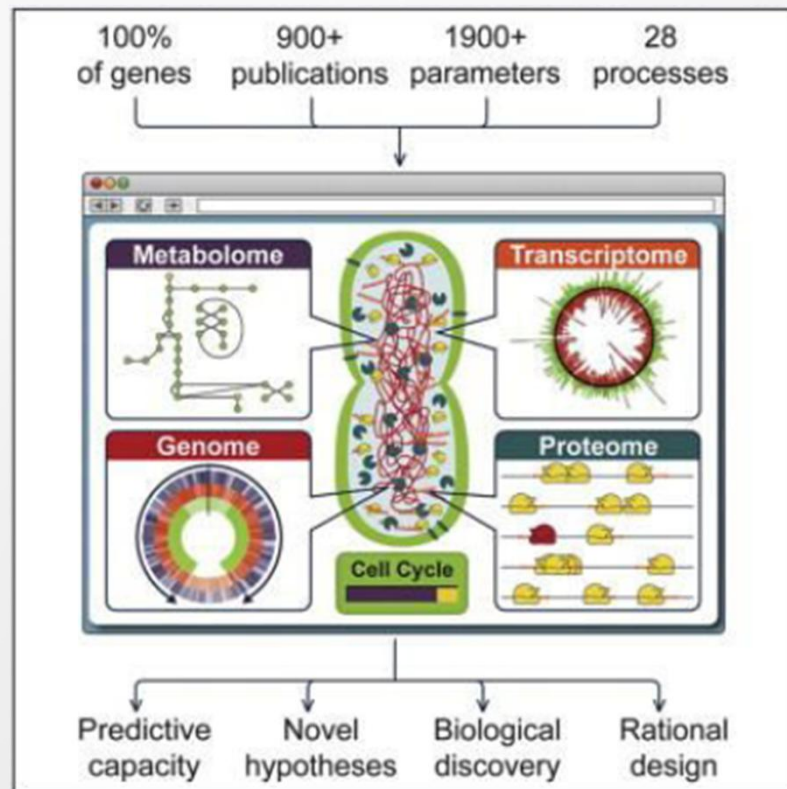 100%
of genes
900+
publications
1900+
parameters
28
processes
Metabolome
Transcriptome
Genome
Proteome
Cell Cycle
Predictive
capacity
Novel
hypotheses
Biological
discovery
Rational
design